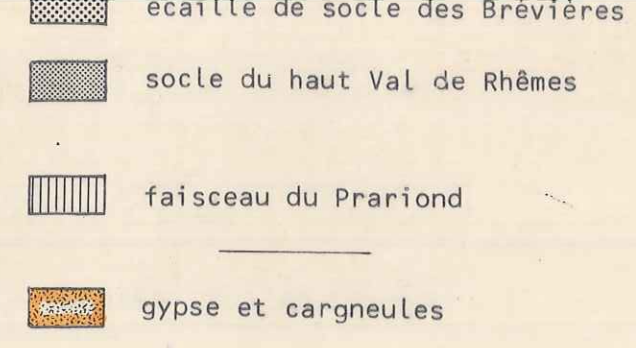 écaille de socle des Brévières
socle du haut Val de Rhêmes
faisceau du Prariond
gypse et cargneules